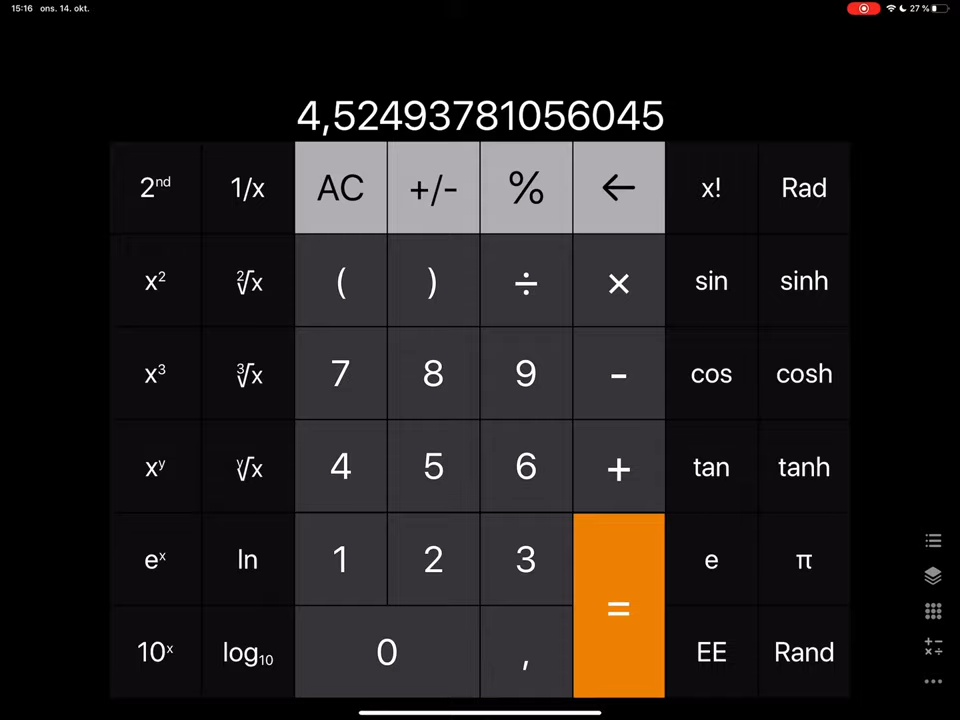 15:16 ons. 14. okt. 27 %
4,52493781056045
2nd 1/x AC +/- % ← x! Rad
x² ²√x ( ) ÷ × sin sinh
x³ ³√x 7 8 9 - cos cosh
xʸ ʸ√x 4 5 6 + tan tanh
eˣ ln 1 2 3 = e π
10ˣ log₁₀ 0 , EE Rand